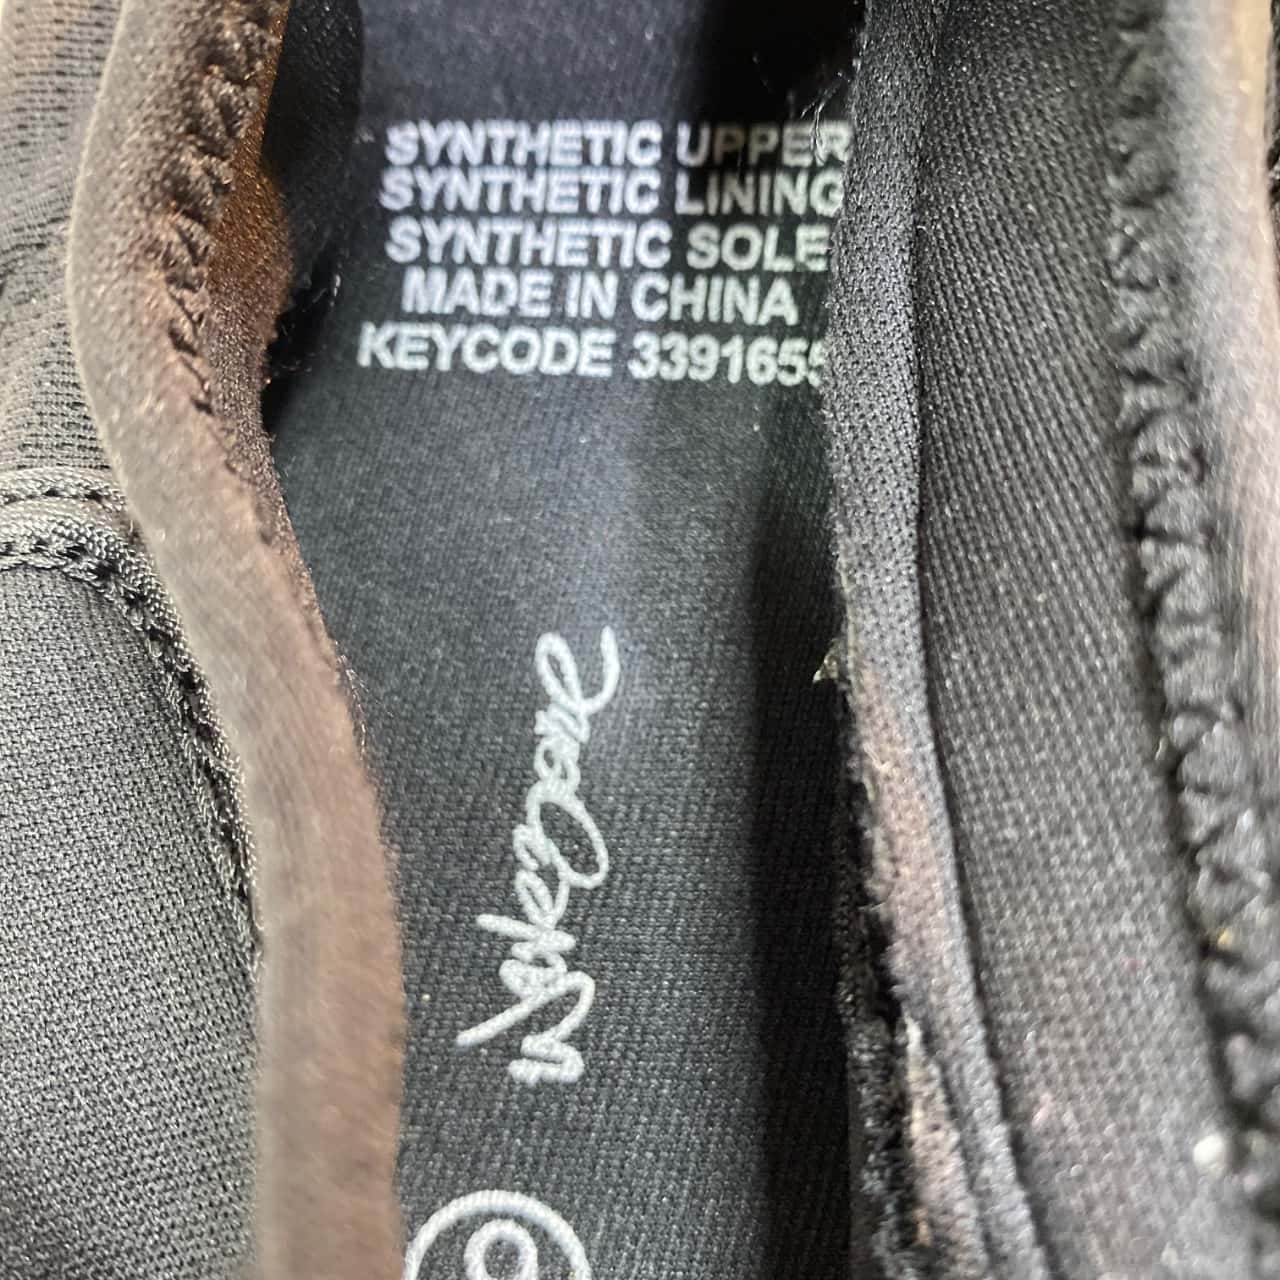 SYNTHETIC UPPER
SYNTHETIC LINING
SYNTHETIC SOLE
MADE IN CHINA
KEYCODE 3391655